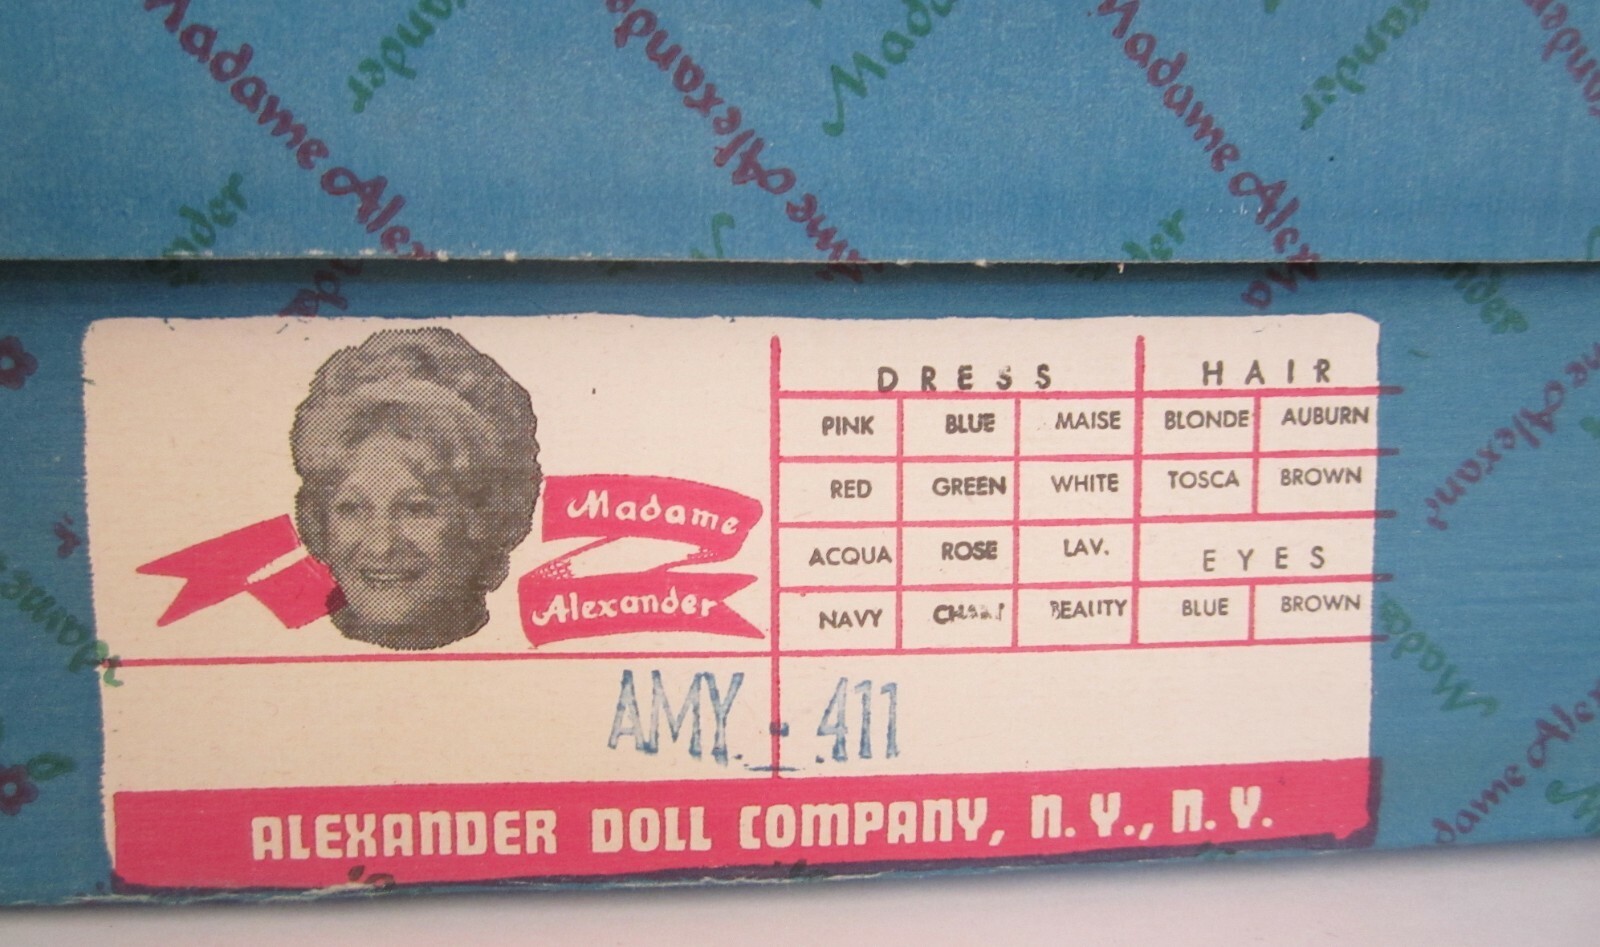 Madame Alexa
Madame Alexander
Madame Alexander
Madame
Alexander
DRESS HAIR
PINK BLUE MAISE BLONDE AUBURN
RED GREEN WHITE TOSCA BROWN
ACQUA ROSE LAV. EYES
NAVY BEAUTY BLUE BROWN
AMY - 411
ALEXANDER DOLL COMPANY, N.Y., N.Y.